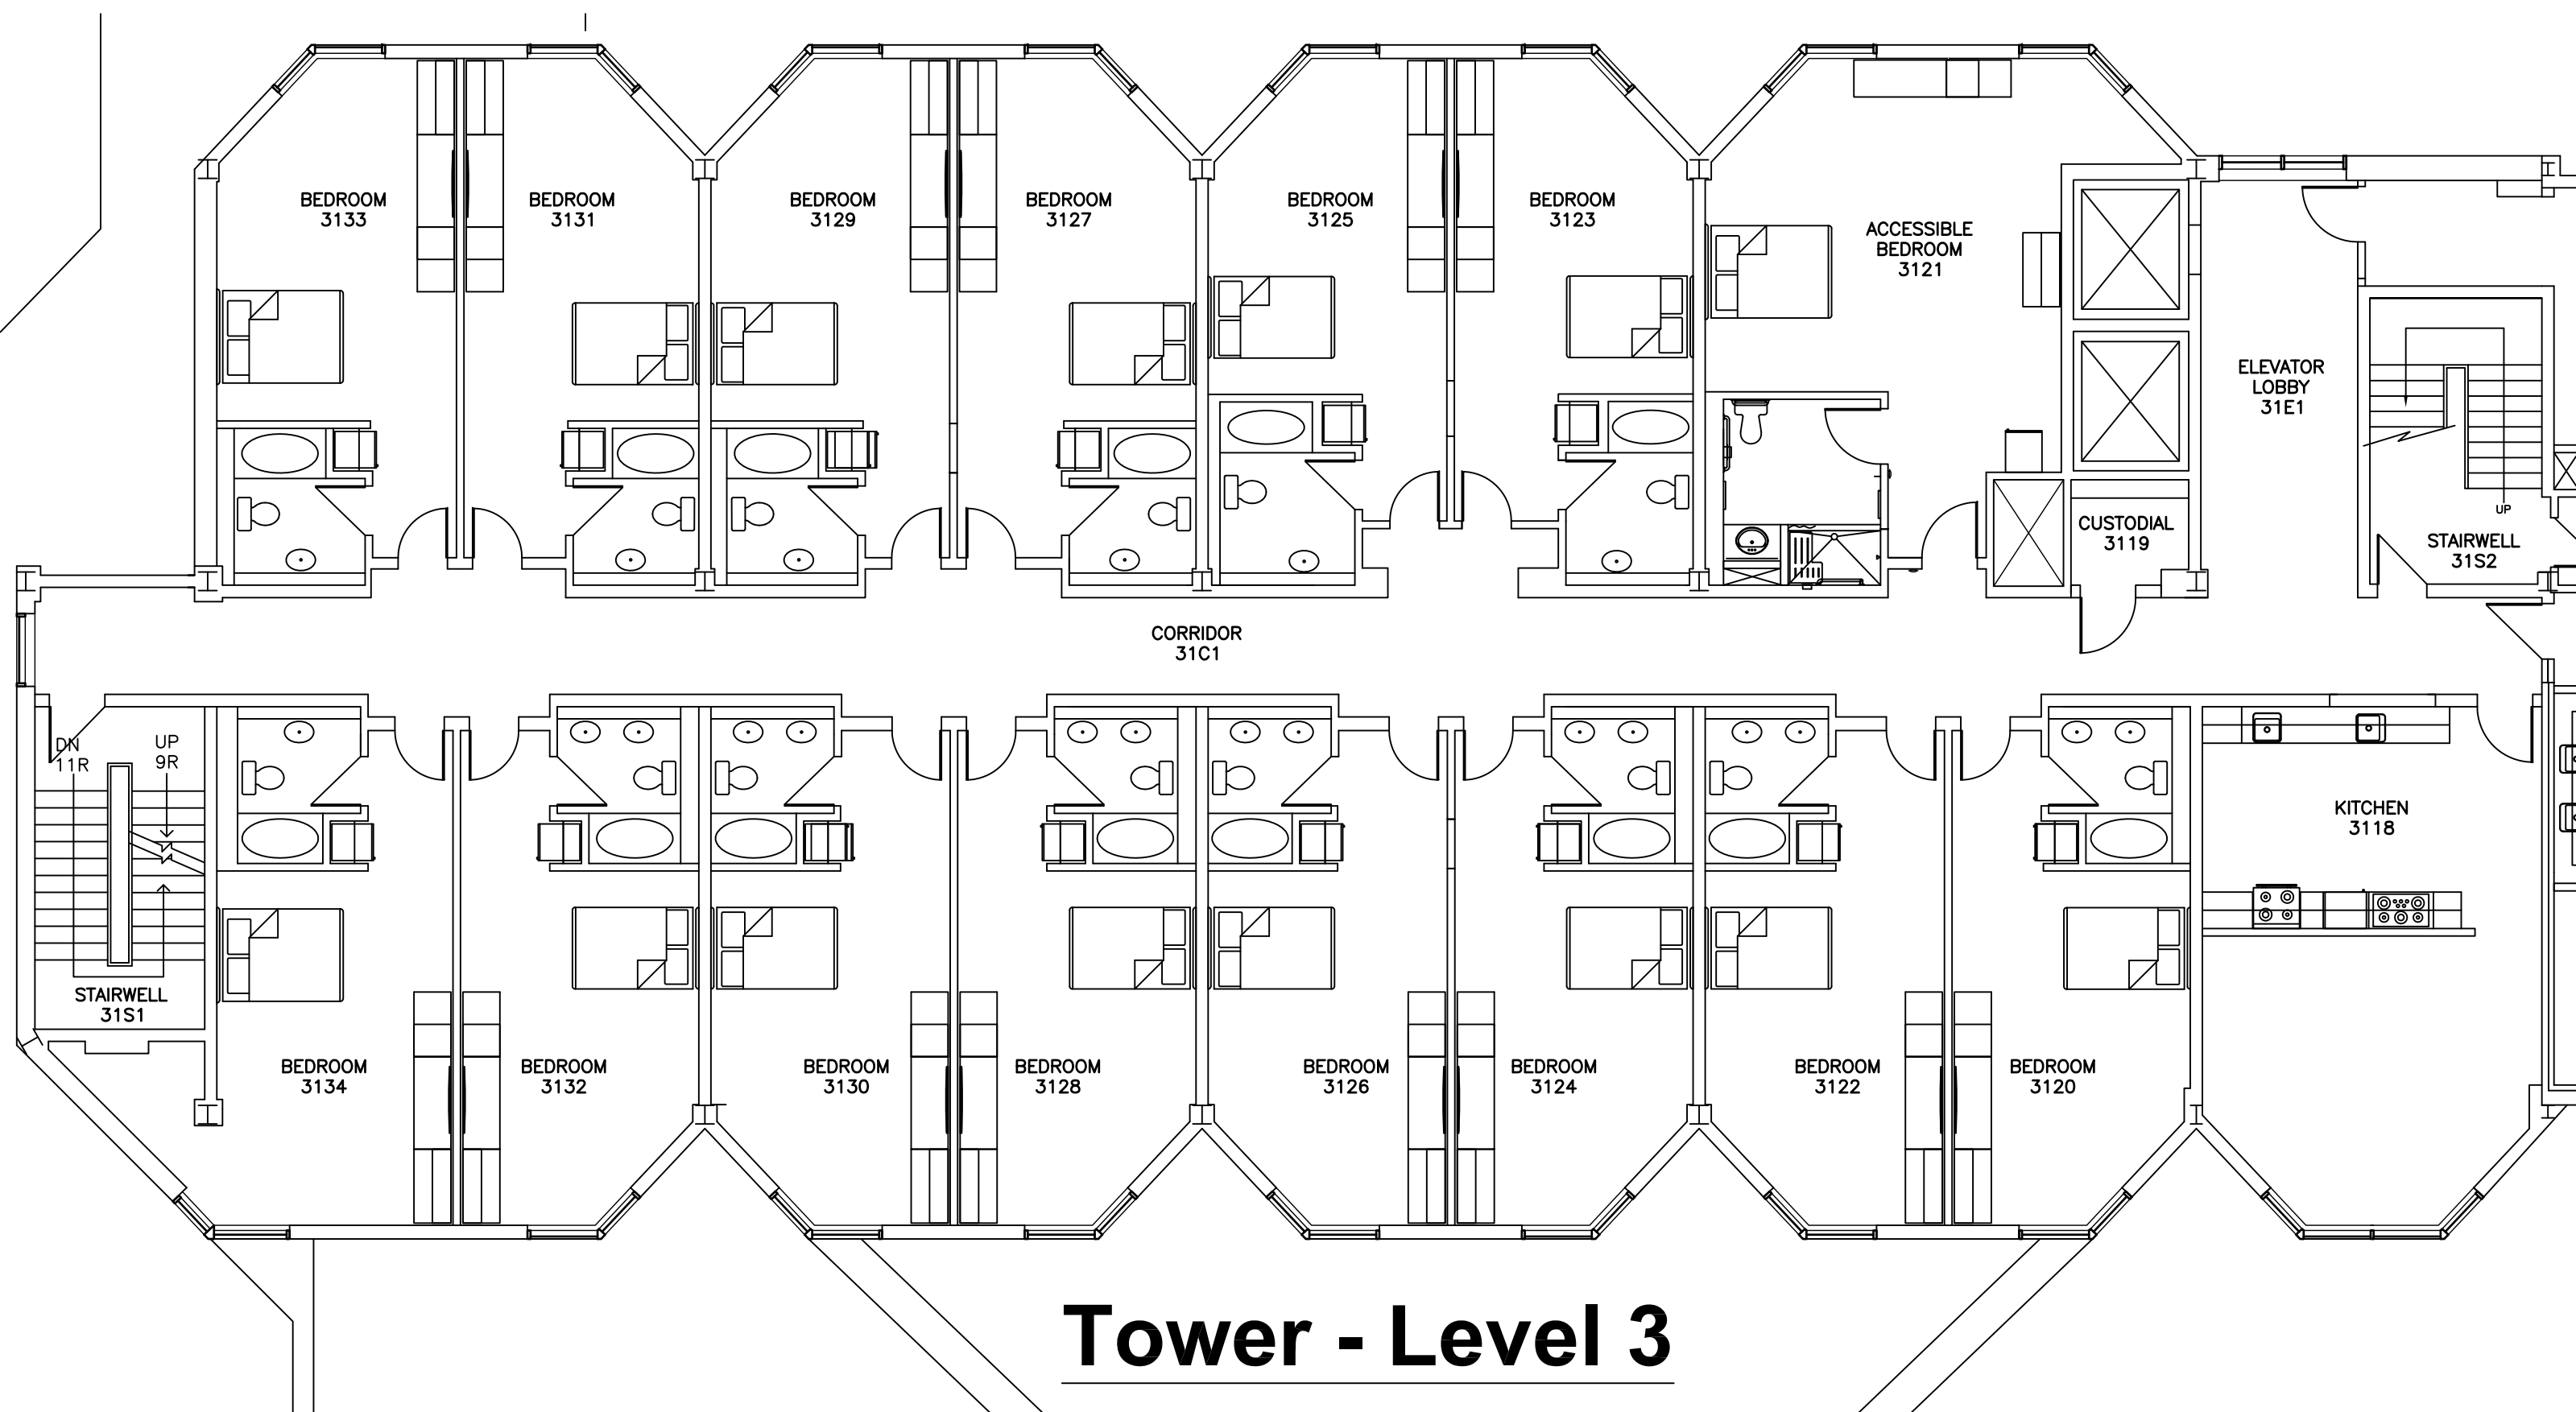 BEDROOM
3133
BEDROOM
3131
BEDROOM
3129
BEDROOM
3127
BEDROOM
3125
BEDROOM
3123
ACCESSIBLE
BEDROOM
3121
ELEVATOR
LOBBY
31E1
CUSTODIAL
3119
UP
STAIRWELL
31S2
CORRIDOR
31C1
DN
11R
UP
9R
STAIRWELL
31S1
KITCHEN
3118
BEDROOM
3134
BEDROOM
3132
BEDROOM
3130
BEDROOM
3128
BEDROOM
3126
BEDROOM
3124
BEDROOM
3122
BEDROOM
3120
Tower - Level 3